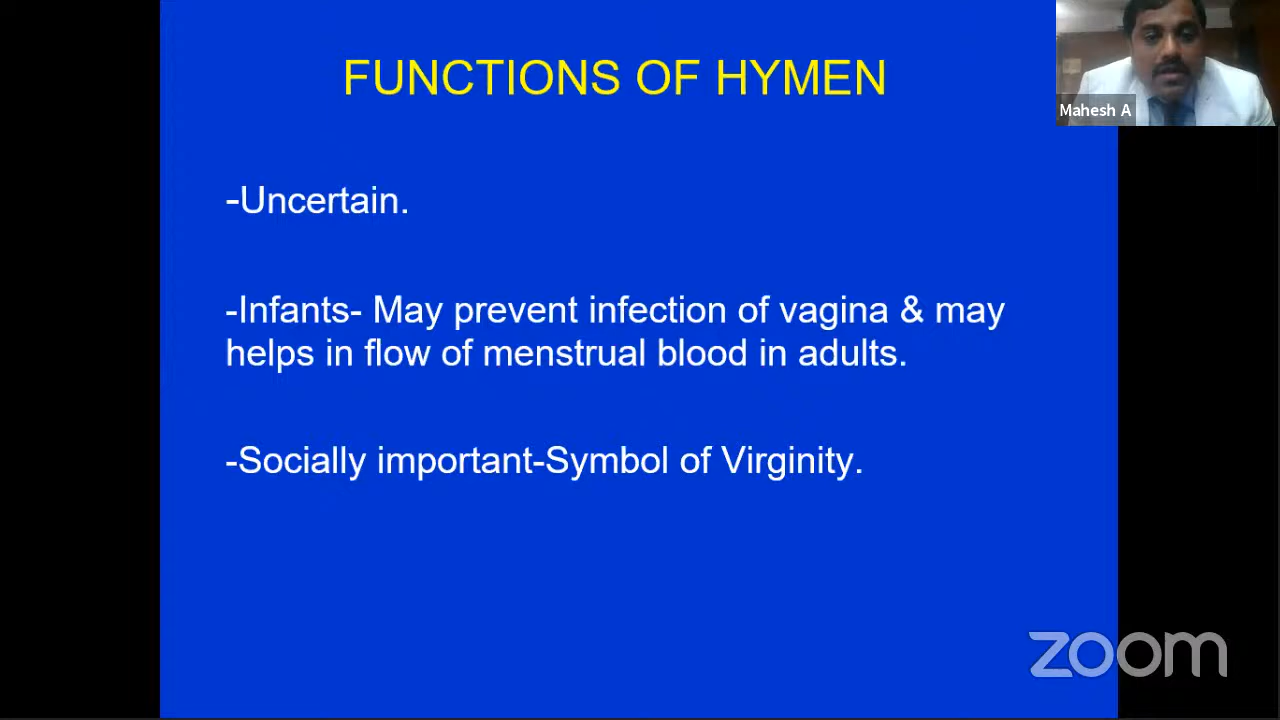 FUNCTIONS OF HYMEN
Mahesh A
-Uncertain.
-Infants- May prevent infection of vagina & may
helps in flow of menstrual blood in adults.
-Socially important-Symbol of Virginity.
zoom